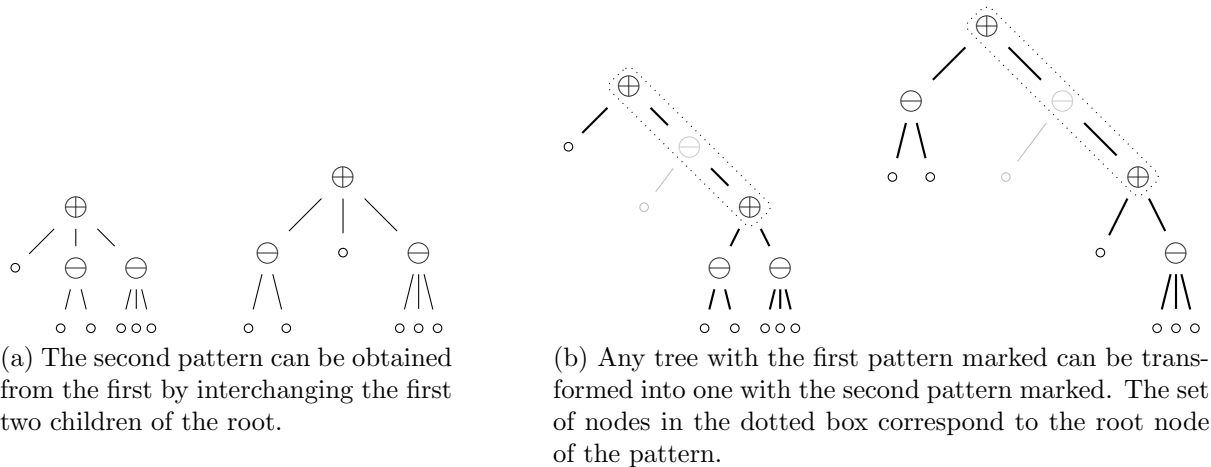 (a) The second pattern can be obtained
from the first by interchanging the first
two children of the root.
(b) Any tree with the first pattern marked can be trans-
formed into one with the second pattern marked. The set
of nodes in the dotted box correspond to the root node
of the pattern.